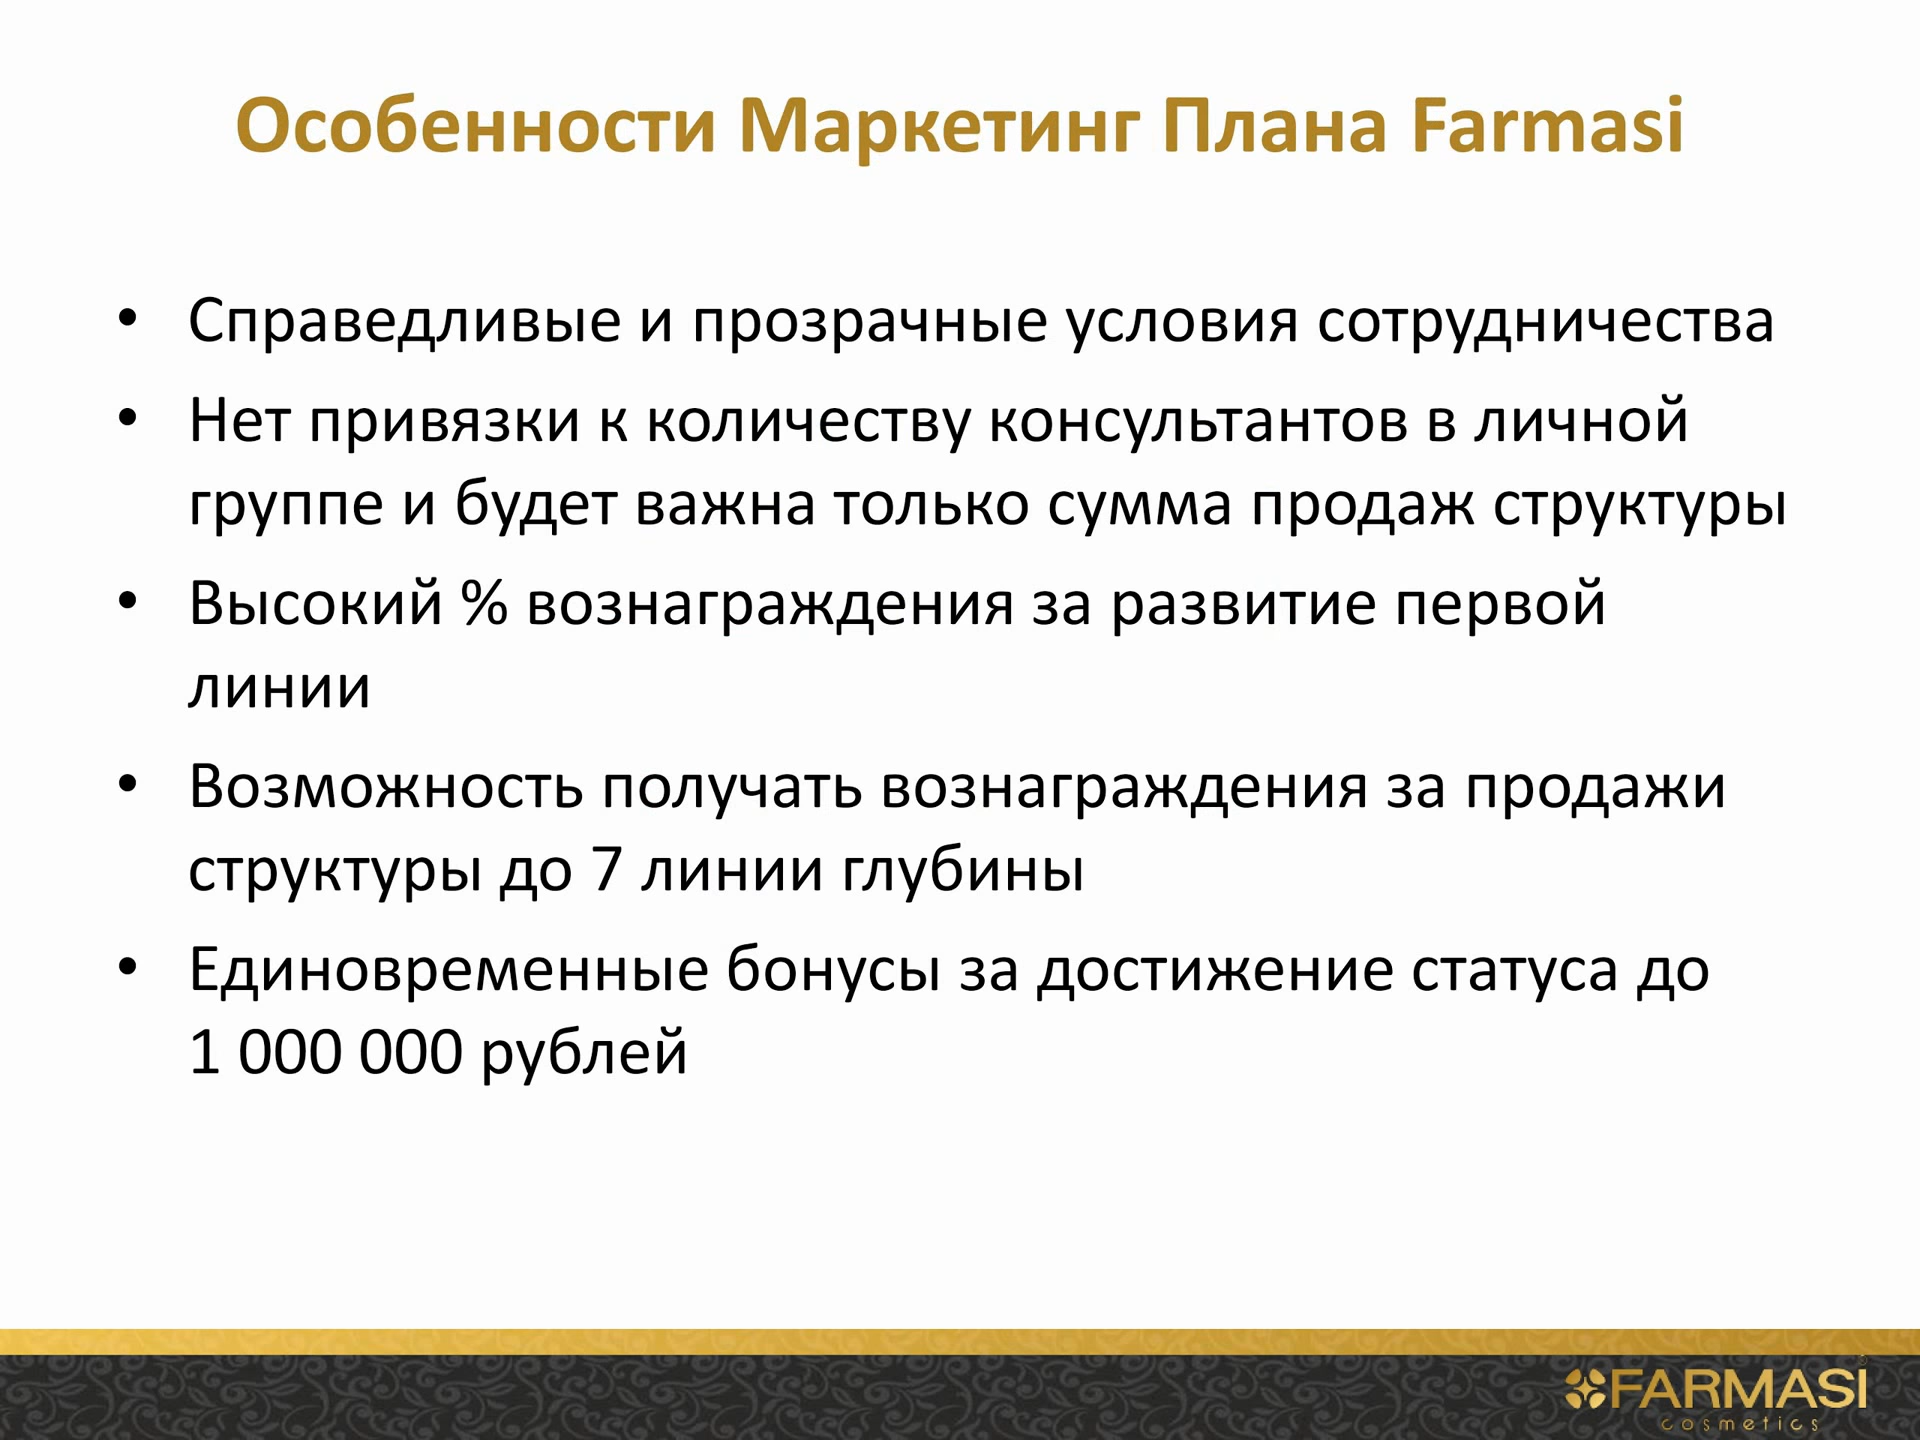 Особенности Маркетинг Плана Farmasi
• Справедливые и прозрачные условия сотрудничества
• Нет привязки к количеству консультантов в личной
группе и будет важна только сумма продаж структуры
• Высокий % вознаграждения за развитие первой
линии
• Возможность получать вознаграждения за продажи
структуры до 7 линии глубины
• Единовременные бонусы за достижение статуса до
1 000 000 рублей
FARMASI
cosmetics